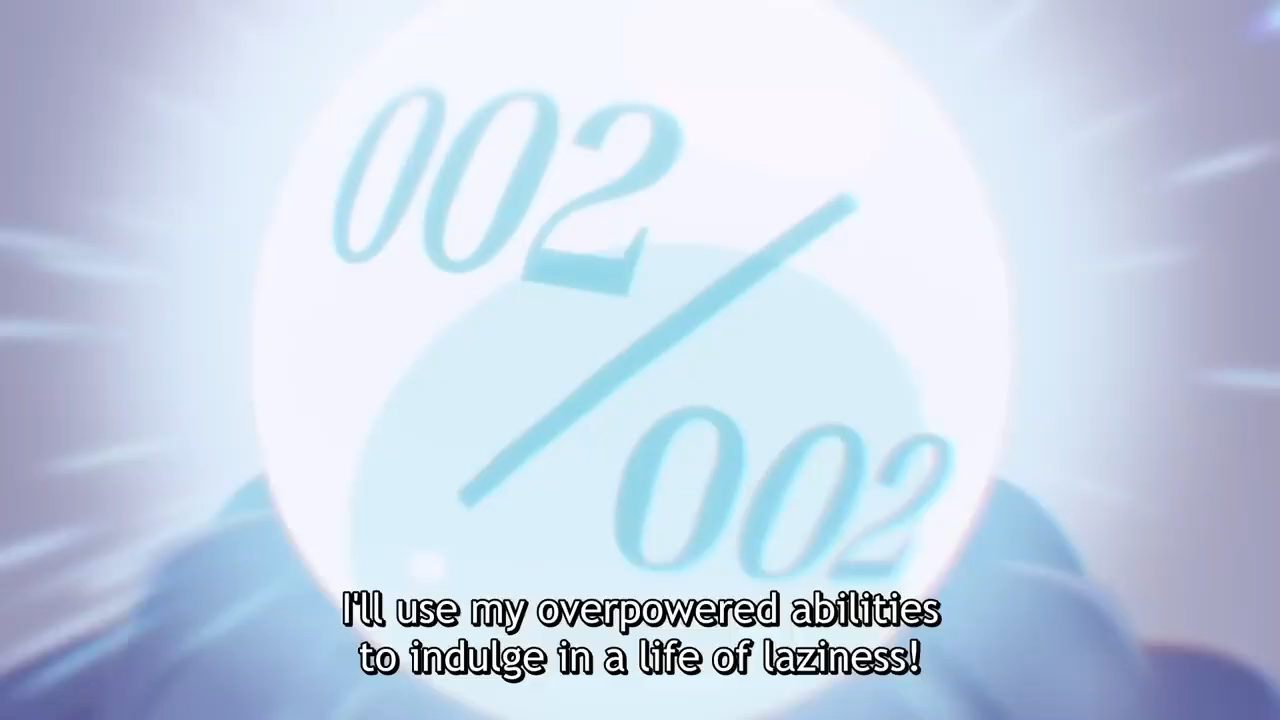 002/002
I'll use my overpowered abilities
to indulge in a life of laziness!